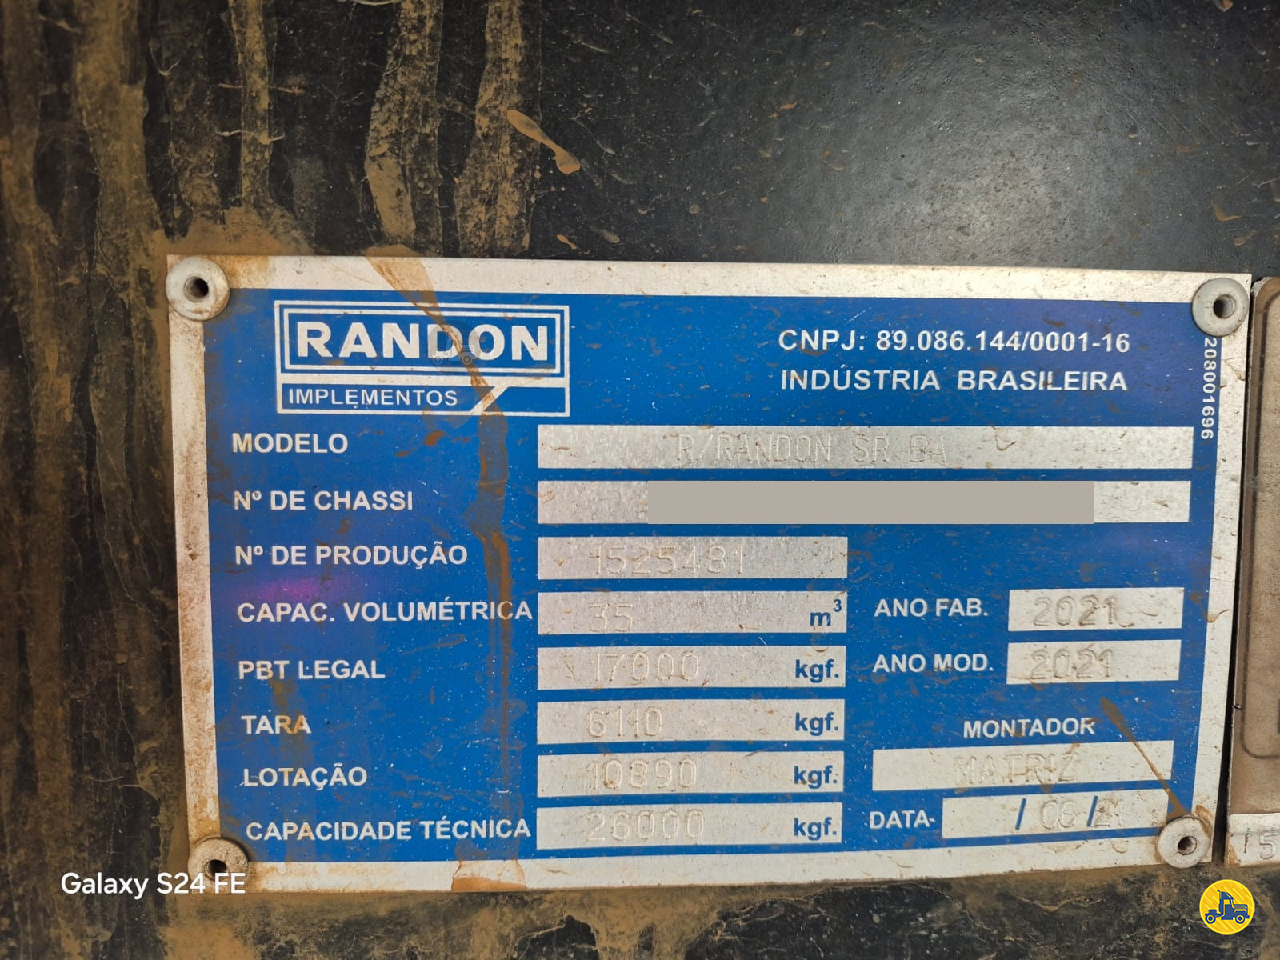 RANDON
IMPLEMENTOS
CNPJ: 89.086.144/0001-16
INDÚSTRIA BRASILEIRA
208001696
MODELO R/RANDON SR BA
Nº DE CHASSI
Nº DE PRODUÇÃO 1525481
CAPAC. VOLUMÉTRICA 35 m³ ANO FAB. 2021
PBT LEGAL 17000 kgf. ANO MOD. 2021
TARA 6110 kgf. MONTADOR
LOTAÇÃO 10890 kgf. MATRIZ
CAPACIDADE TÉCNICA 26000 kgf. DATA / 06 / 21
Galaxy S24 FE